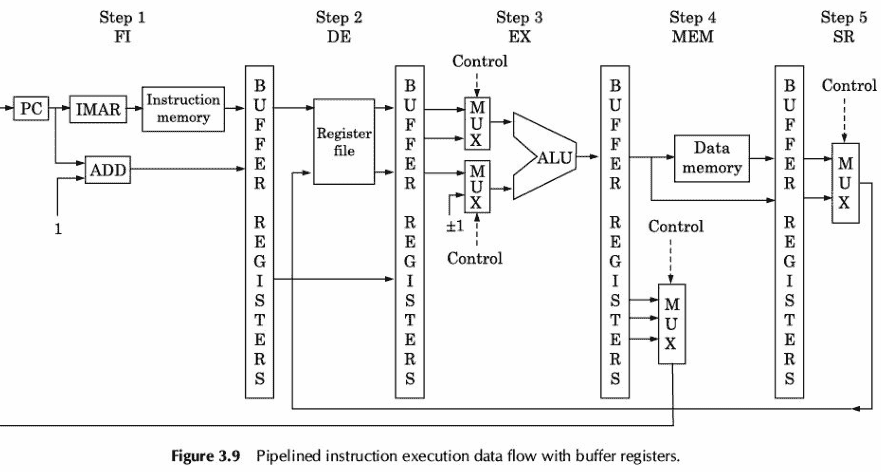 Step 1
FI
Step 2
DE
Step 3
EX
Step 4
MEM
Step 5
SR
PC
IMAR
Instruction
memory
ADD
1
BUFFER REGISTERS
Register
file
BUFFER REGISTERS
Control
MUX
MUX
±1
Control
ALU
BUFFER REGISTERS
Data
memory
Control
MUX
BUFFER REGISTERS
Control
MUX
Figure 3.9 Pipelined instruction execution data flow with buffer registers.